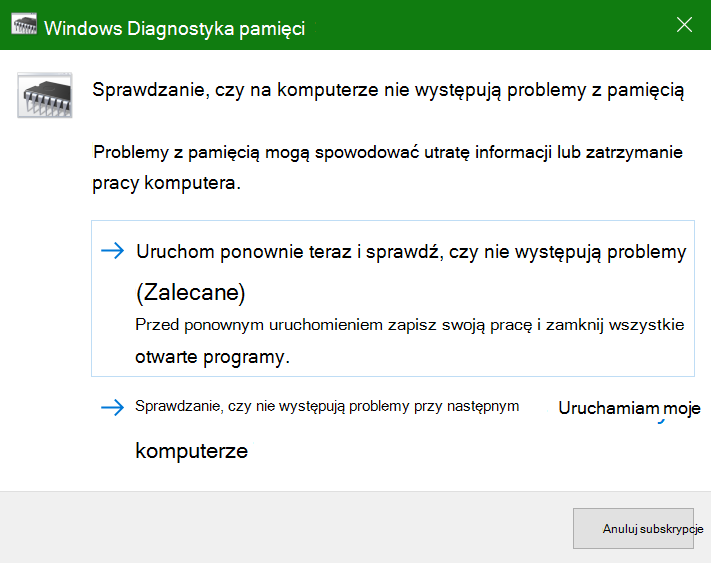 Windows Diagnostyka pamięci
Sprawdzanie, czy na komputerze nie występują problemy z pamięcią
Problemy z pamięcią mogą spowodować utratę informacji lub zatrzymanie
pracy komputera.
Uruchom ponownie teraz i sprawdź, czy nie występują problemy
(Zalecane)
Przed ponownym uruchomieniem zapisz swoją pracę i zamknij wszystkie
otwarte programy.
Sprawdzanie, czy nie występują problemy przy następnym Uruchamiam moje
komputerze
Anuluj subskrypcje